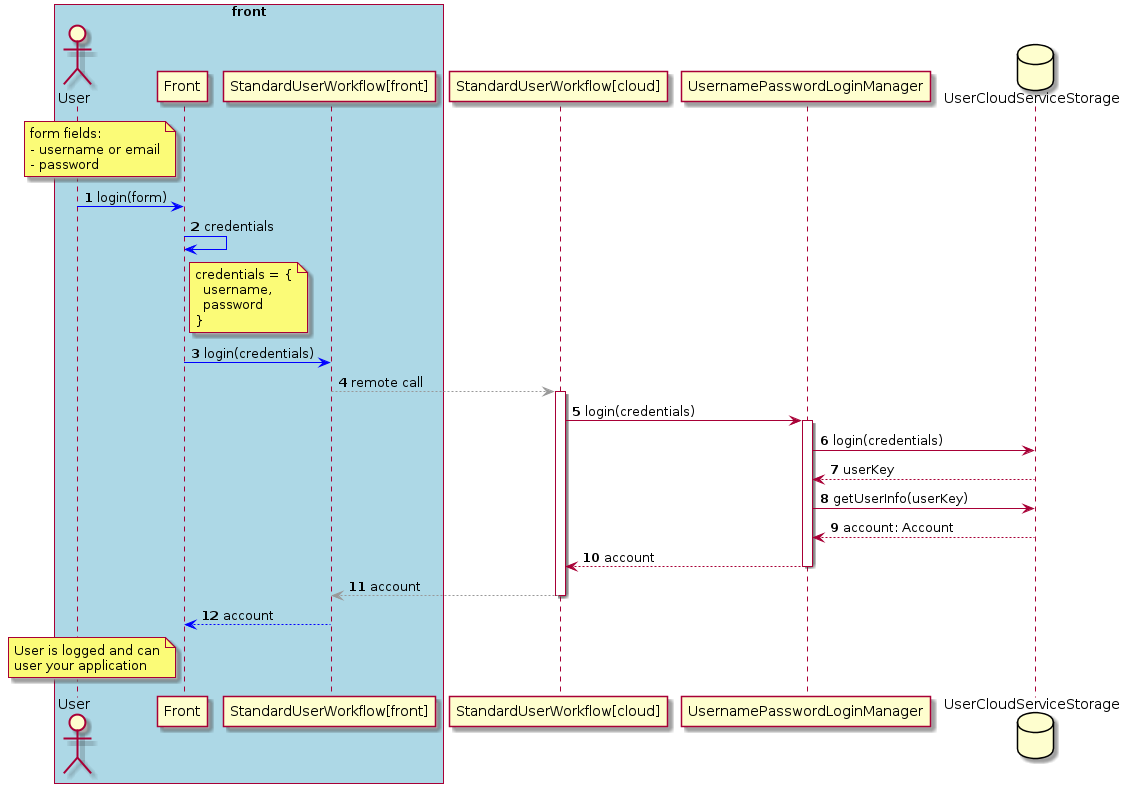 front
User
Front
StandardUserWorkflow[front]
StandardUserWorkflow[cloud]
UsernamePasswordLoginManager
UserCloudServiceStorage
form fields:
- username or email
- password
1 login(form)
2 credentials
credentials = {
username,
password
}
3 login(credentials)
4 remote call
5 login(credentials)
6 login(credentials)
7 userKey
8 getUserInfo(userKey)
9 account: Account
10 account
11 account
12 account
User is logged and can
user your application
User
Front
StandardUserWorkflow[front]
StandardUserWorkflow[cloud]
UsernamePasswordLoginManager
UserCloudServiceStorage